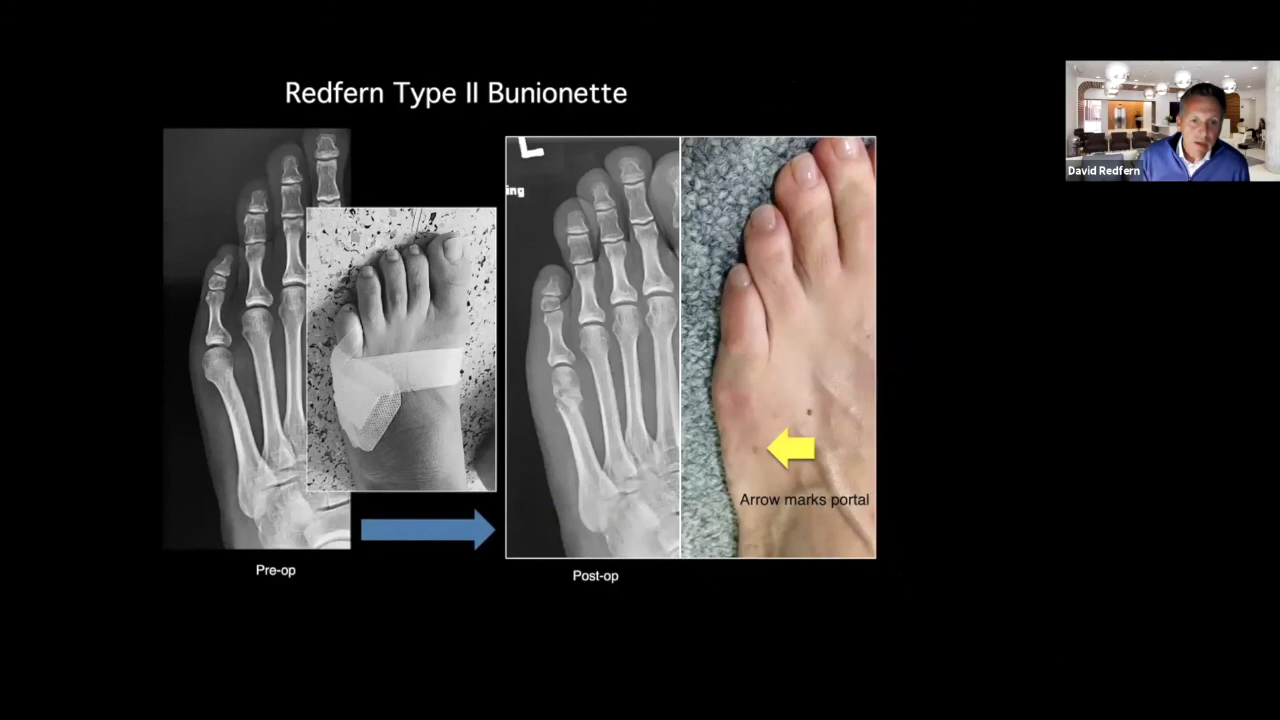 Redfern Type II Bunionette
David Redfern
L
ing
Arrow marks portal
Pre-op
Post-op